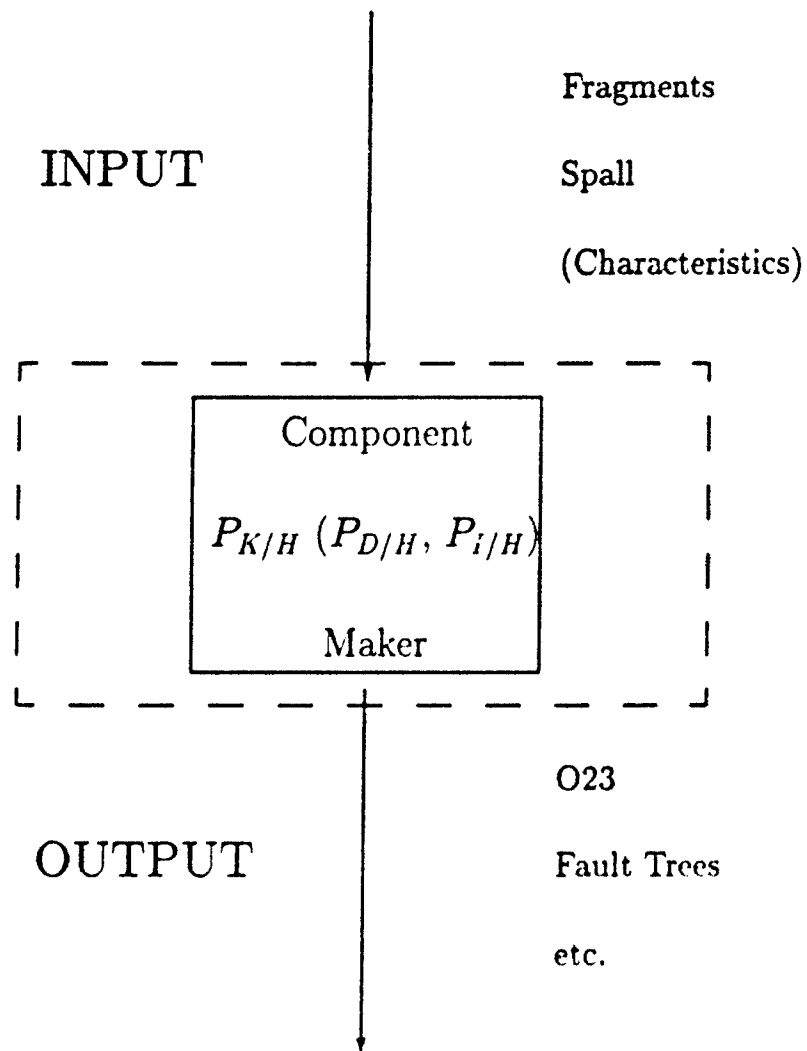 Fragments
INPUT
Spall
(Characteristics)
Component
P_{K/H} (P_{D/H}, P_{i/H})
Maker
O23
OUTPUT
Fault Trees
etc.